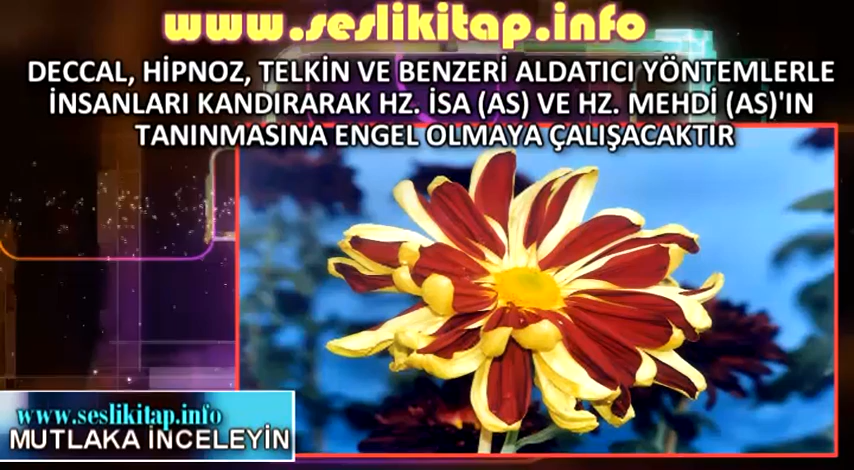 www.seslikitap.info
DECCAL, HİPNOZ, TELKİN VE BENZERİ ALDATICI YÖNTEMLERLE
İNSANLARI KANDIRARAK HZ. İSA (AS) VE HZ. MEHDİ (AS)'IN
TANINMASINA ENGEL OLMAYA ÇALIŞACAKTIR
www.seslikitap.info
MUTLAKA İNCELEYİN